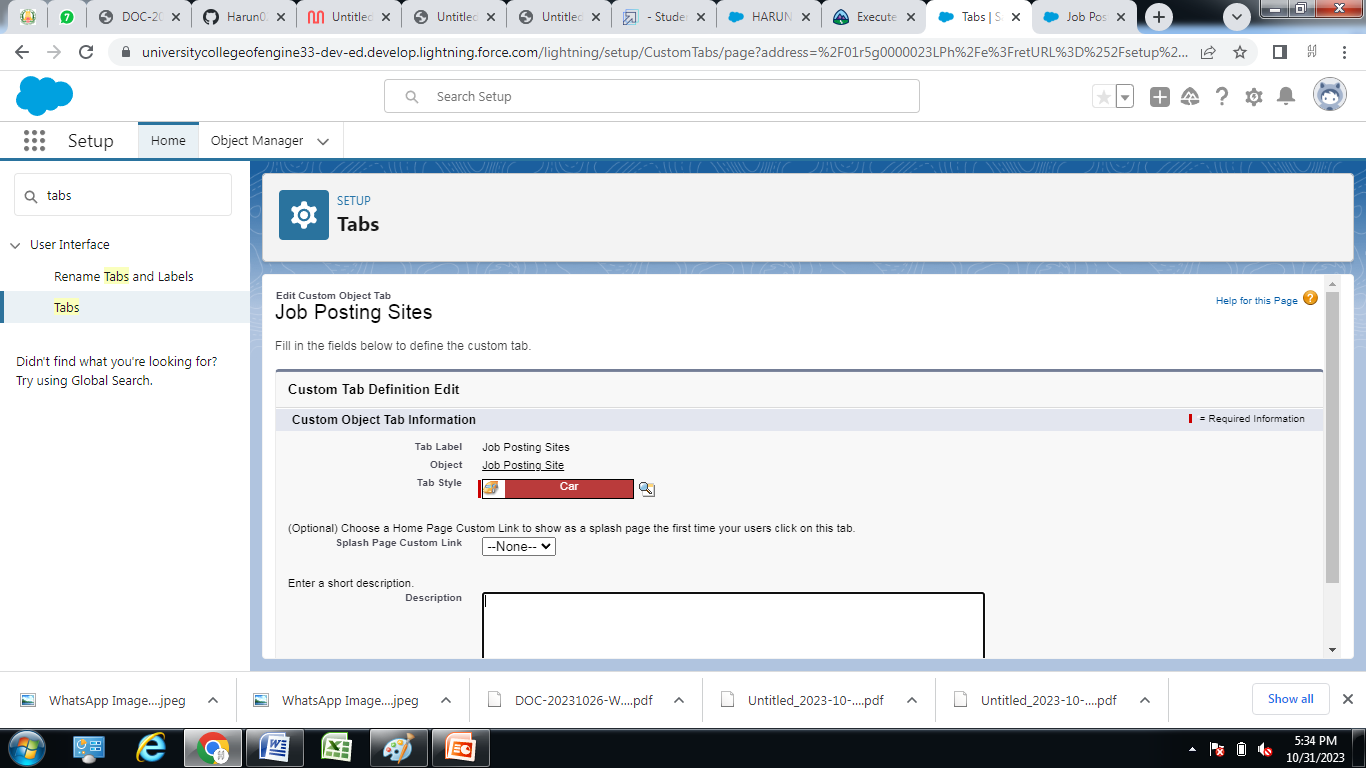 DOC-20
Harun0
Untitled
Untitled
Untitled
- Studen
HARUN
Execute
Tabs | S
Job Pos
universitycollegeofengine33-dev-ed.develop.lightning.force.com/lightning/setup/CustomTabs/page?address=%2F01r5g0000023LPh%2Fe%3FretURL%3D%252Fsetup%2...
Search Setup
Setup
Home
Object Manager
tabs
User Interface
Rename Tabs and Labels
Tabs
Didn't find what you're looking for?
Try using Global Search.
SETUP
Tabs
Edit Custom Object Tab
Job Posting Sites
Help for this Page
Fill in the fields below to define the custom tab.
Custom Tab Definition Edit
Custom Object Tab Information
= Required Information
Tab Label Job Posting Sites
Object Job Posting Site
Tab Style Car
(Optional) Choose a Home Page Custom Link to show as a splash page the first time your users click on this tab.
Splash Page Custom Link --None--
Enter a short description.
Description
WhatsApp Image....jpeg
WhatsApp Image....jpeg
DOC-20231026-W....pdf
Untitled_2023-10-....pdf
Untitled_2023-10-....pdf
Show all
5:34 PM
10/31/2023